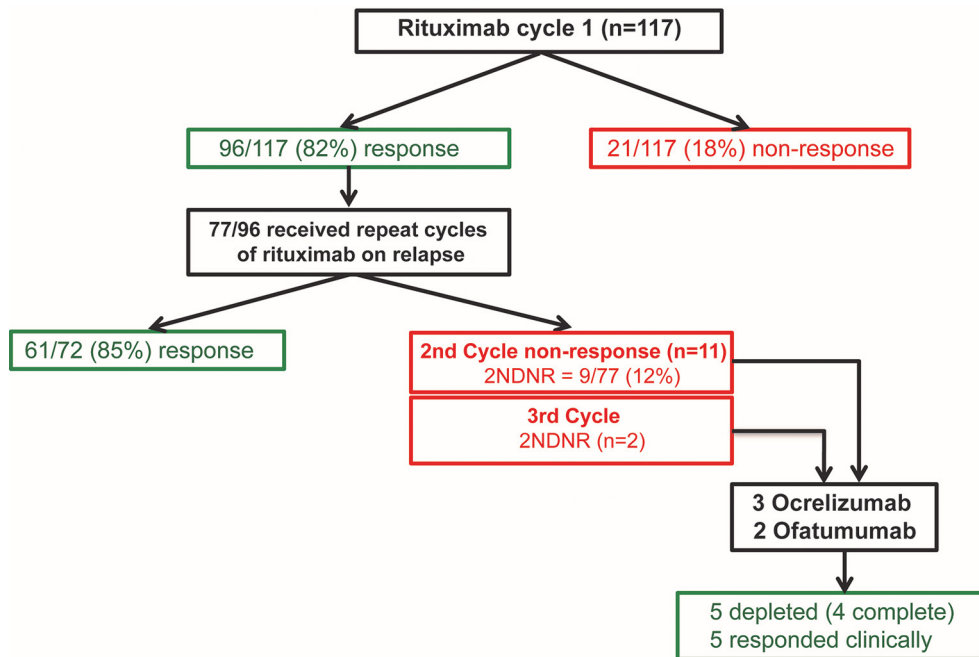 Rituximab cycle 1 (n=117)
96/117 (82%) response
21/117 (18%) non-response
77/96 received repeat cycles
of rituximab on relapse
61/72 (85%) response
2nd Cycle non-response (n=11)
2NDNR = 9/77 (12%)
3rd Cycle
2NDNR (n=2)
3 Ocrelizumab
2 Ofatumumab
5 depleted (4 complete)
5 responded clinically